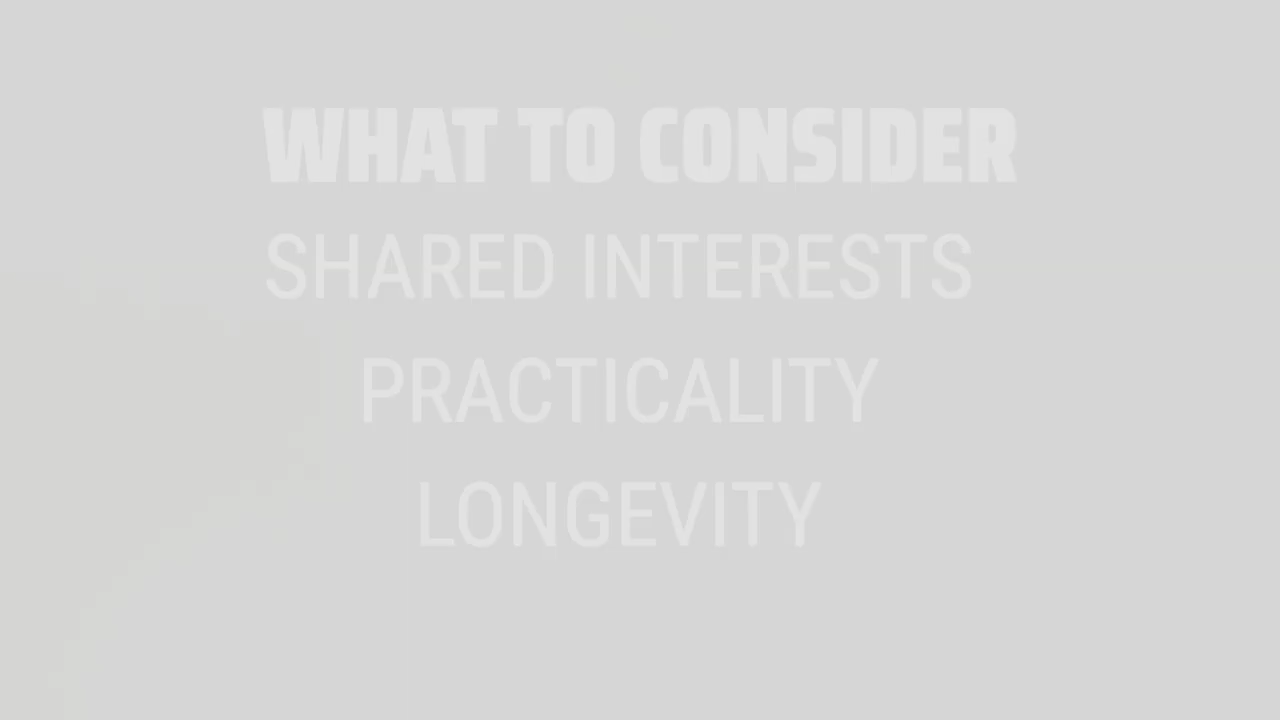 WHAT TO CONSIDER
SHARED INTERESTS
PRACTICALITY
LONGEVITY